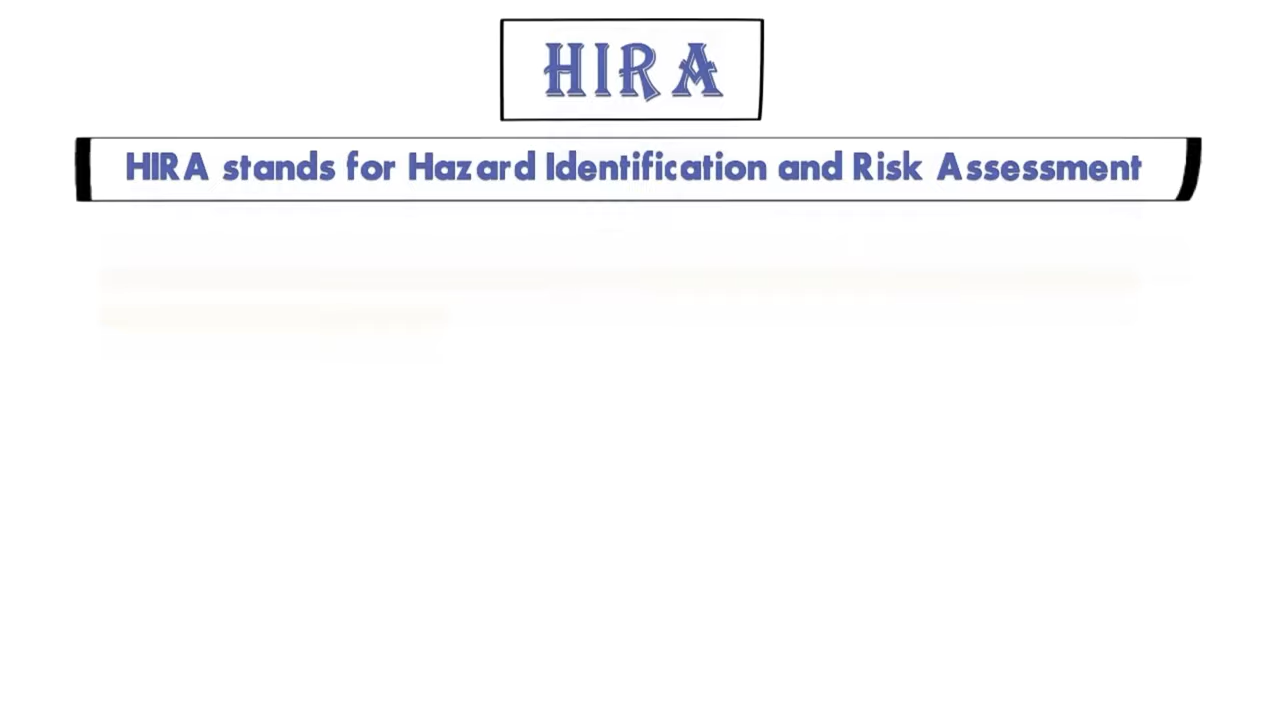 HIRA
HIRA stands for Hazard Identification and Risk Assessment